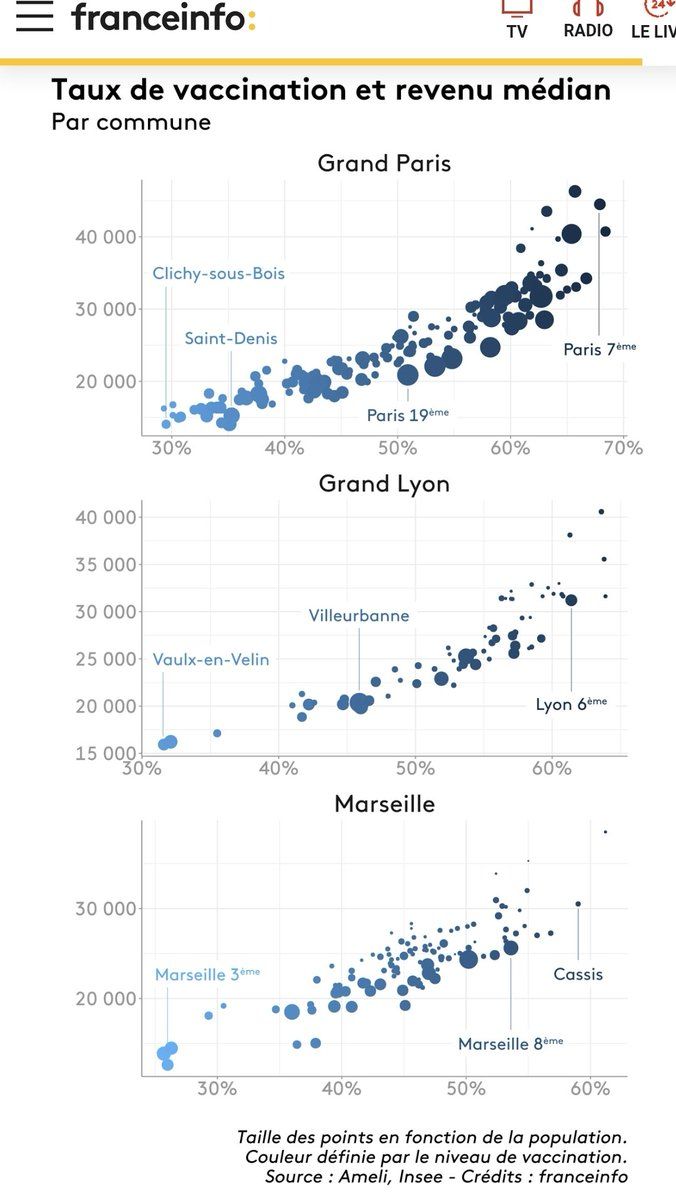 franceinfo:
TV
RADIO
LE LIV
24
Taux de vaccination et revenu médian
Par commune
Grand Paris
40 000
30 000
20 000
Clichy-sous-Bois
Saint-Denis
Paris 19ème
Paris 7ème
30%
40%
50%
60%
70%
Grand Lyon
40 000
35 000
30 000
25 000
20 000
15 000
Villeurbanne
Vaulx-en-Velin
Lyon 6ème
30%
40%
50%
60%
Marseille
30 000
20 000
Marseille 3ème
Cassis
Marseille 8ème
30%
40%
50%
60%
Taille des points en fonction de la population.
Couleur définie par le niveau de vaccination.
Source : Ameli, Insee - Crédits : franceinfo